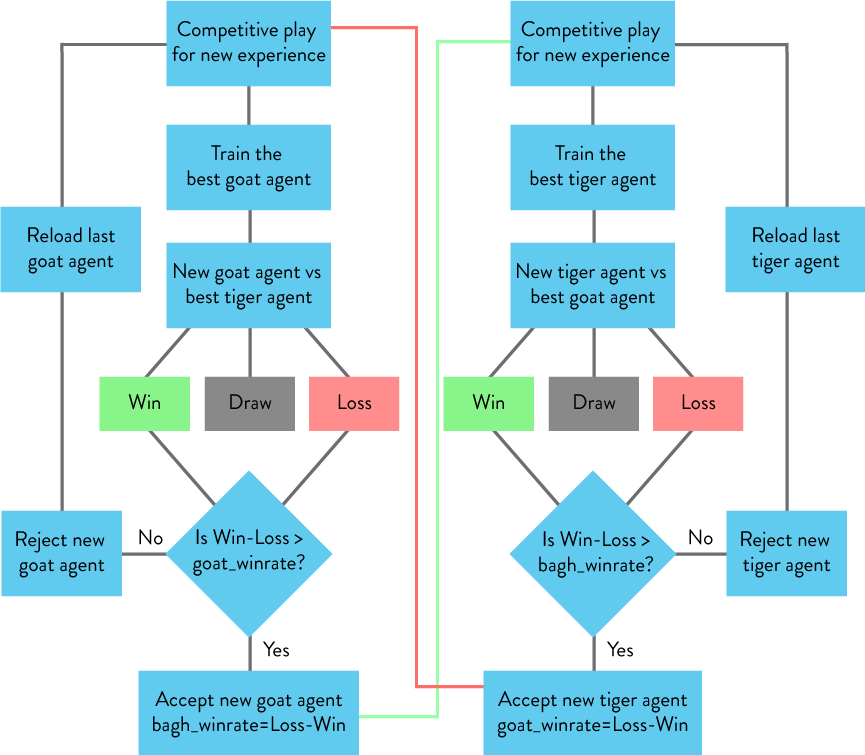 Competitive play
for new experience
Train the
best goat agent
Reload last
goat agent
New goat agent vs
best tiger agent
Win
Draw
Loss
Is Win-Loss >
goat_winrate?
No
Reject new
goat agent
Yes
Accept new goat agent
bagh_winrate=Loss-Win
Competitive play
for new experience
Train the
best tiger agent
Reload last
tiger agent
New tiger agent vs
best goat agent
Win
Draw
Loss
Is Win-Loss >
bagh_winrate?
No
Reject new
tiger agent
Yes
Accept new tiger agent
goat_winrate=Loss-Win